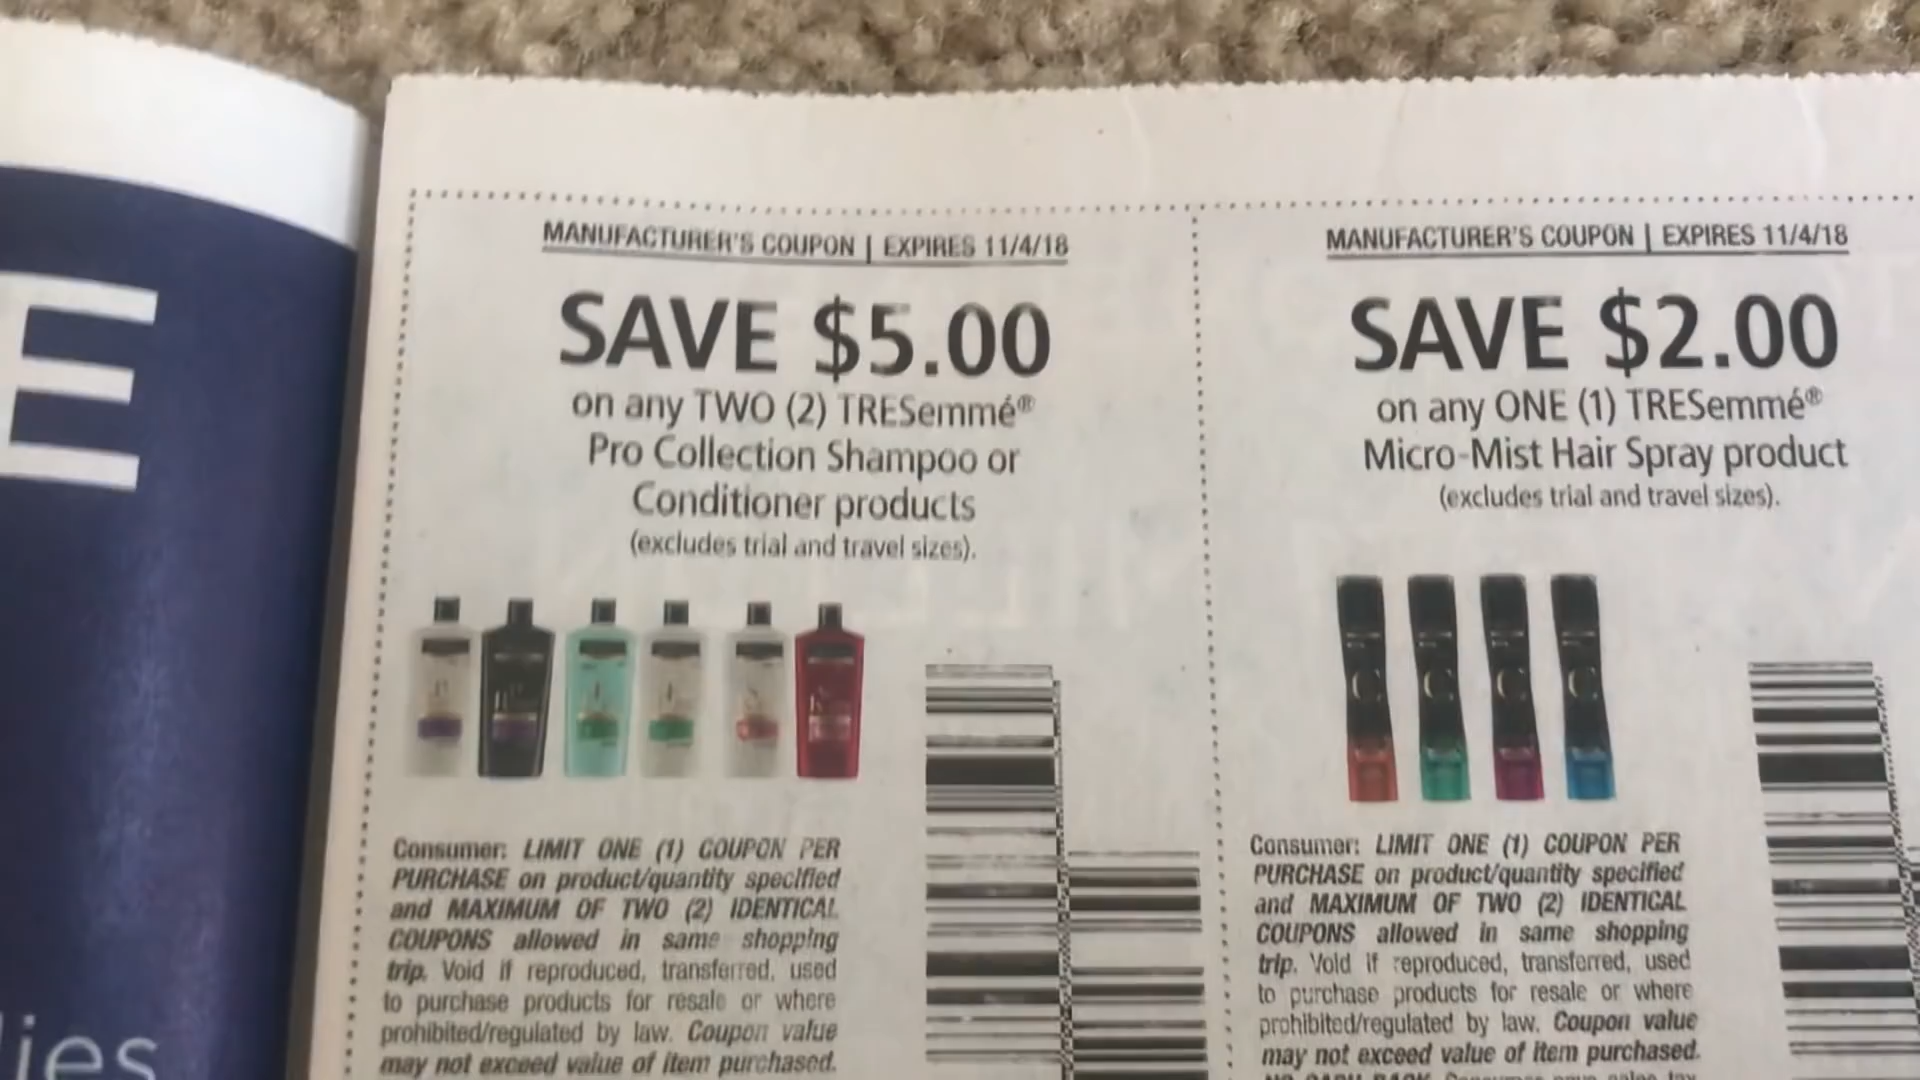 E
lies
MANUFACTURER'S COUPON | EXPIRES 11/4/18
SAVE $5.00
on any TWO (2) TRESemmé®
Pro Collection Shampoo or
Conditioner products
(excludes trial and travel sizes).
Consumer: LIMIT ONE (1) COUPON PER
PURCHASE on product/quantity specified
and MAXIMUM OF TWO (2) IDENTICAL
COUPONS allowed in same shopping
trip. Void if reproduced, transferred, used
to purchase products for resale or where
prohibited/regulated by law. Coupon value
may not exceed value of item purchased.
MANUFACTURER'S COUPON | EXPIRES 11/4/18
SAVE $2.00
on any ONE (1) TRESemmé®
Micro-Mist Hair Spray product
(excludes trial and travel sizes).
Consumer: LIMIT ONE (1) COUPON PER
PURCHASE on product/quantity specified
and MAXIMUM OF TWO (2) IDENTICAL
COUPONS allowed in same shopping
trip. Void if reproduced, transferred, used
to purchase products for resale or where
prohibited/regulated by law. Coupon value
may not exceed value of item purchased.